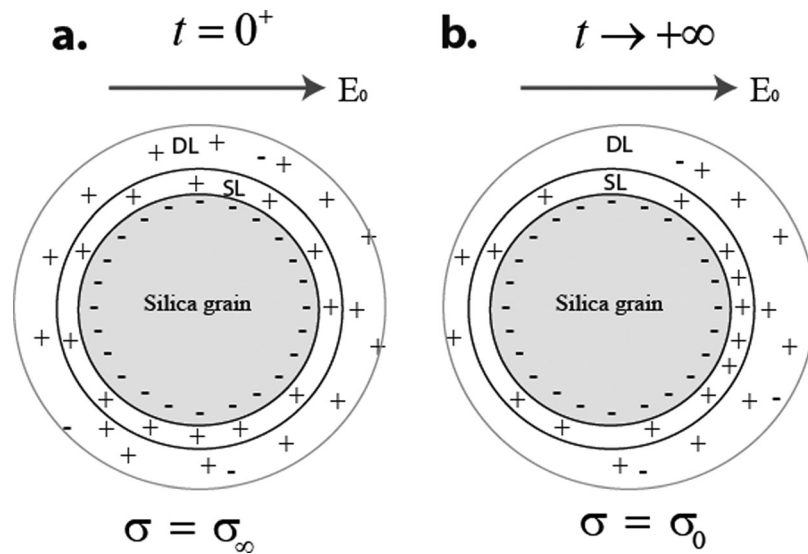 a.
t = 0⁺
E₀
DL
SL
Silica grain
σ = σ∞
b.
t → +∞
E₀
DL
SL
Silica grain
σ = σ₀